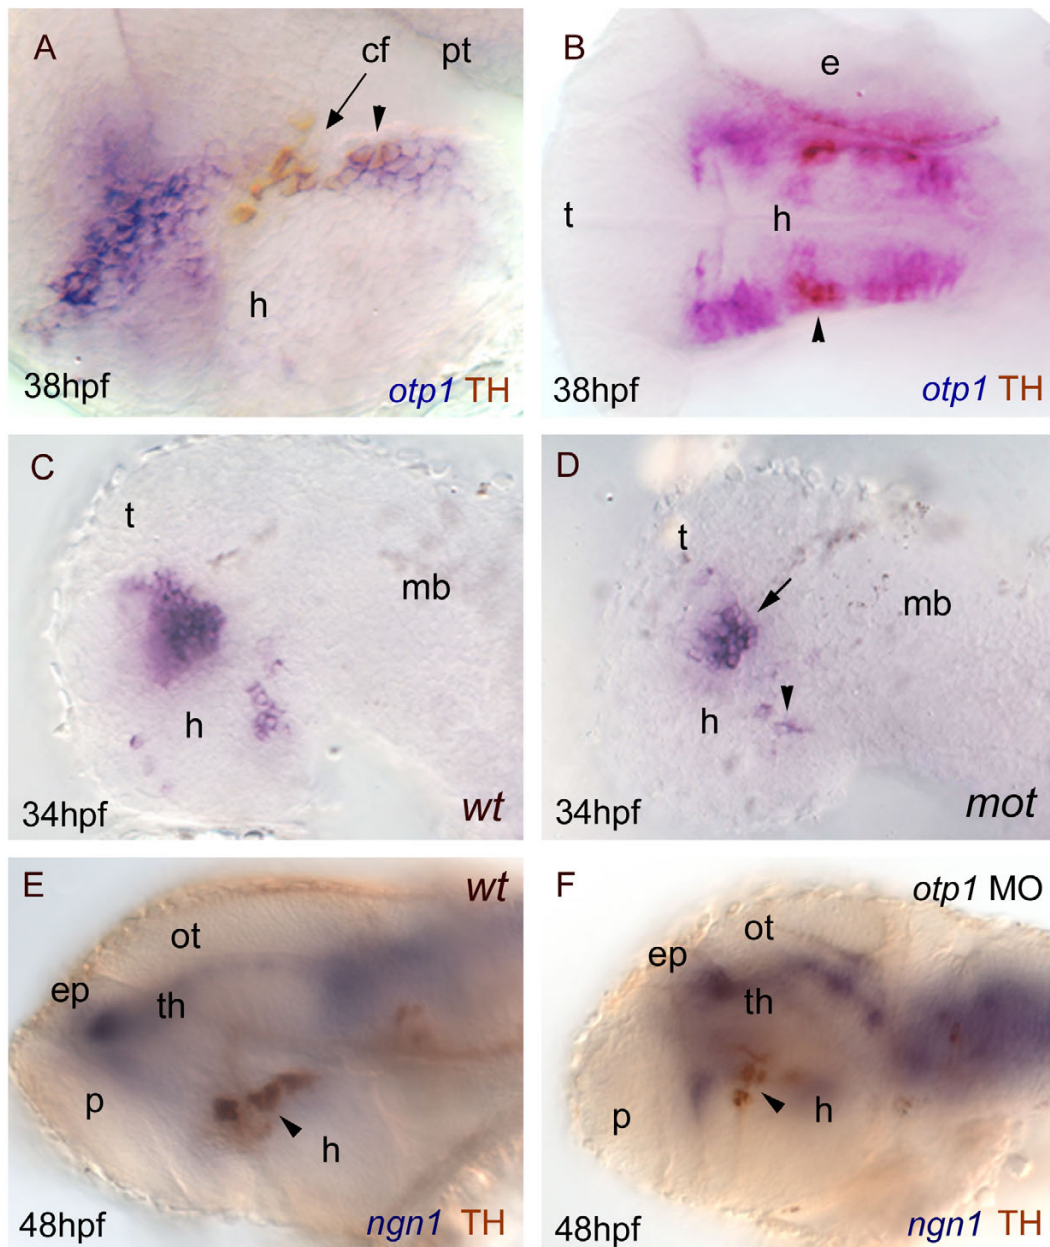 A
cf
pt
h
38hpf
otp1 TH
B
e
t
h
38hpf
otp1 TH
C
t
mb
h
34hpf
wt
D
t
mb
h
34hpf
mot
E
wt
ot
ep
th
p
h
48hpf
ngn1 TH
F
otp1 MO
ot
ep
th
h
p
48hpf
ngn1 TH